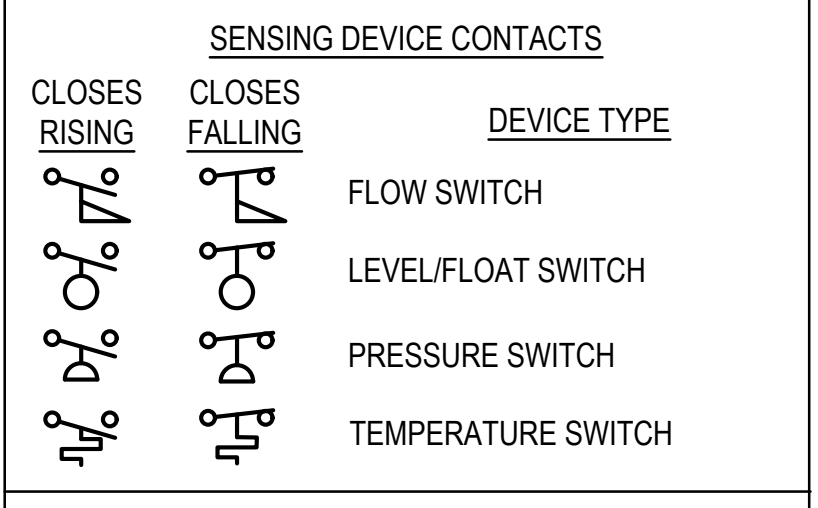 SENSING DEVICE CONTACTS
CLOSES RISING
CLOSES FALLING
DEVICE TYPE
FLOW SWITCH
LEVEL/FLOAT SWITCH
PRESSURE SWITCH
TEMPERATURE SWITCH